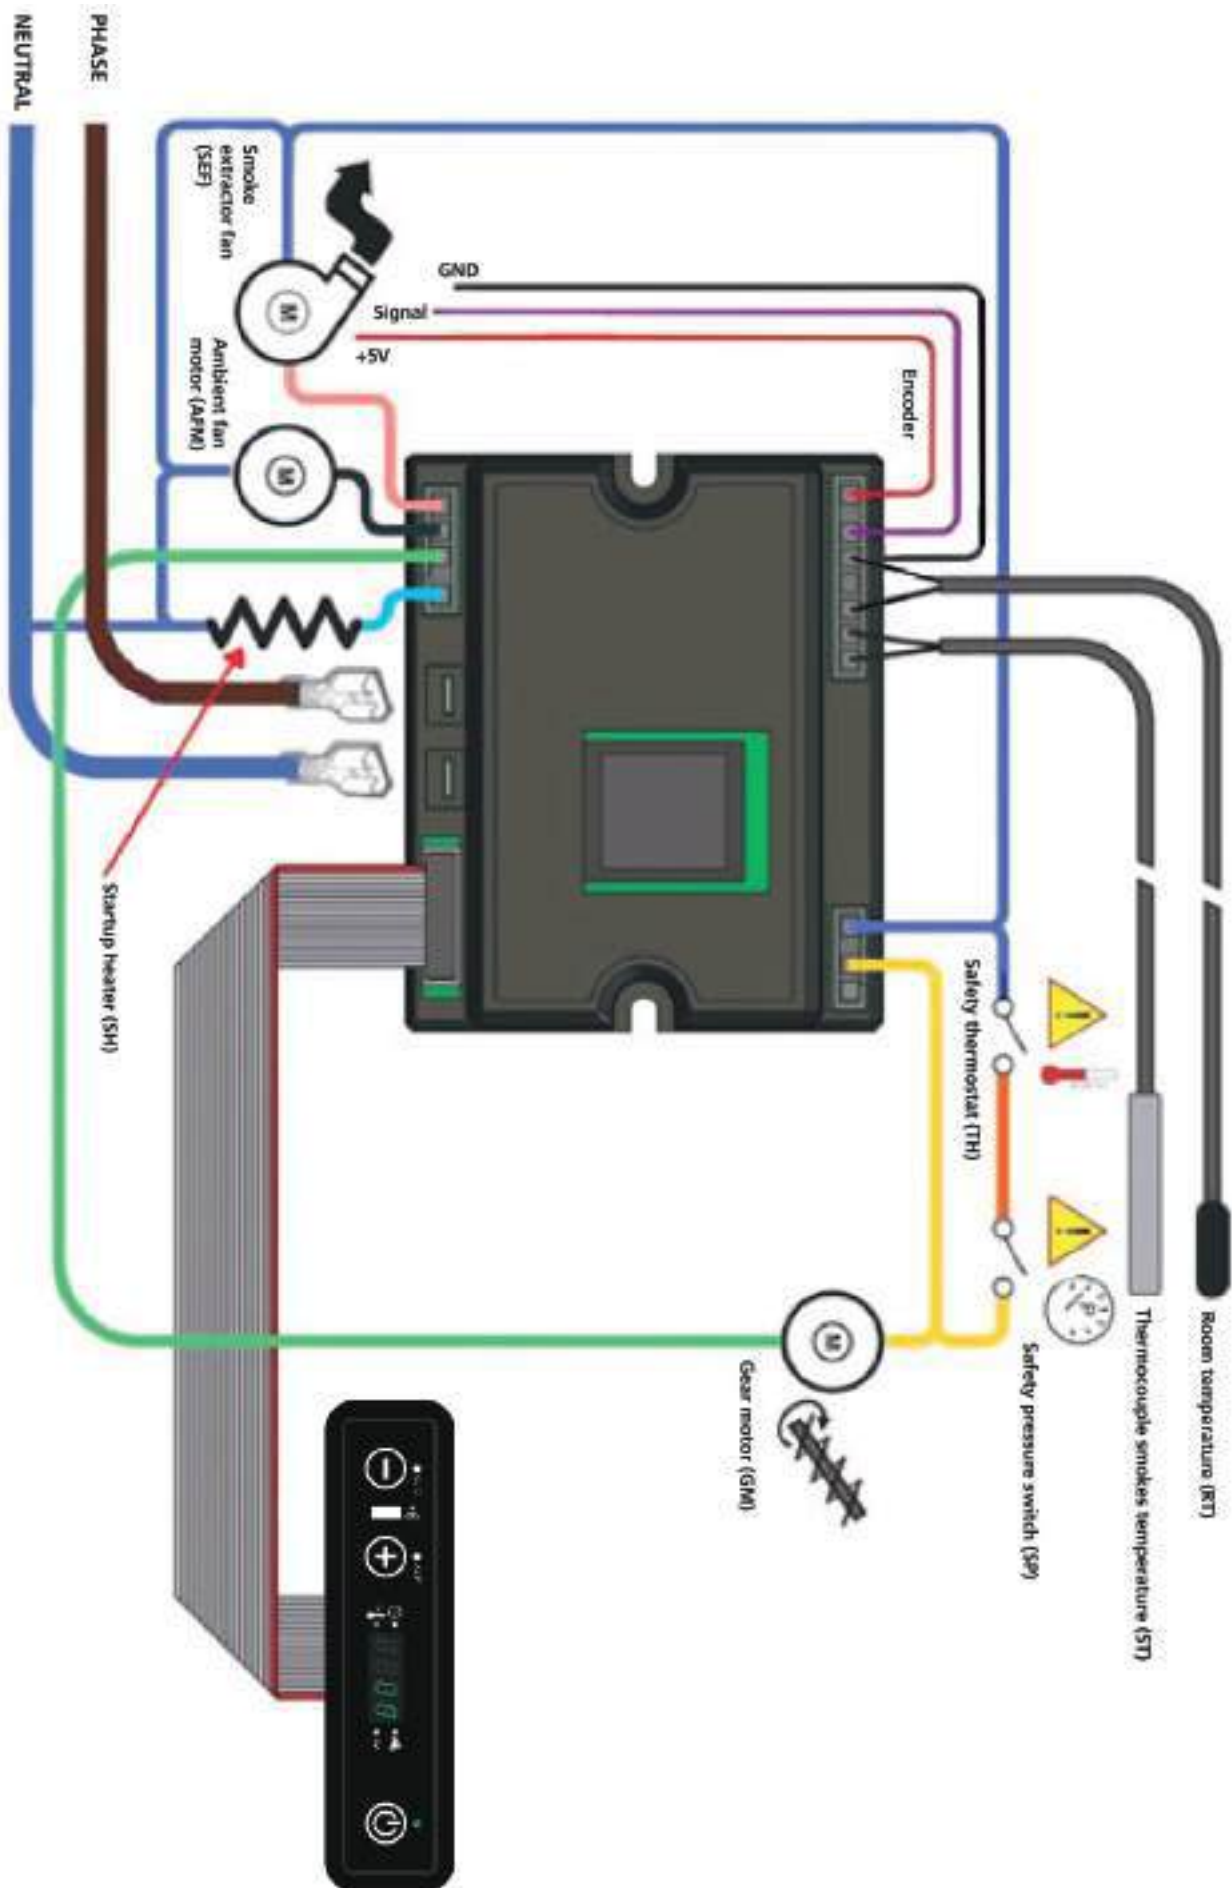 NEUTRAL
PHASE
Smoke
extractor fan
(SEF)
GND
Signal
+5V
Encoder
Ambient fan
motor (AFM)
M
M
Startup heater (SH)
Safety thermostat (TH)
Safety pressure switch (SP)
Thermocouple smokes temperature (ST)
Room temperature (RT)
P
M
Gear motor (GM)